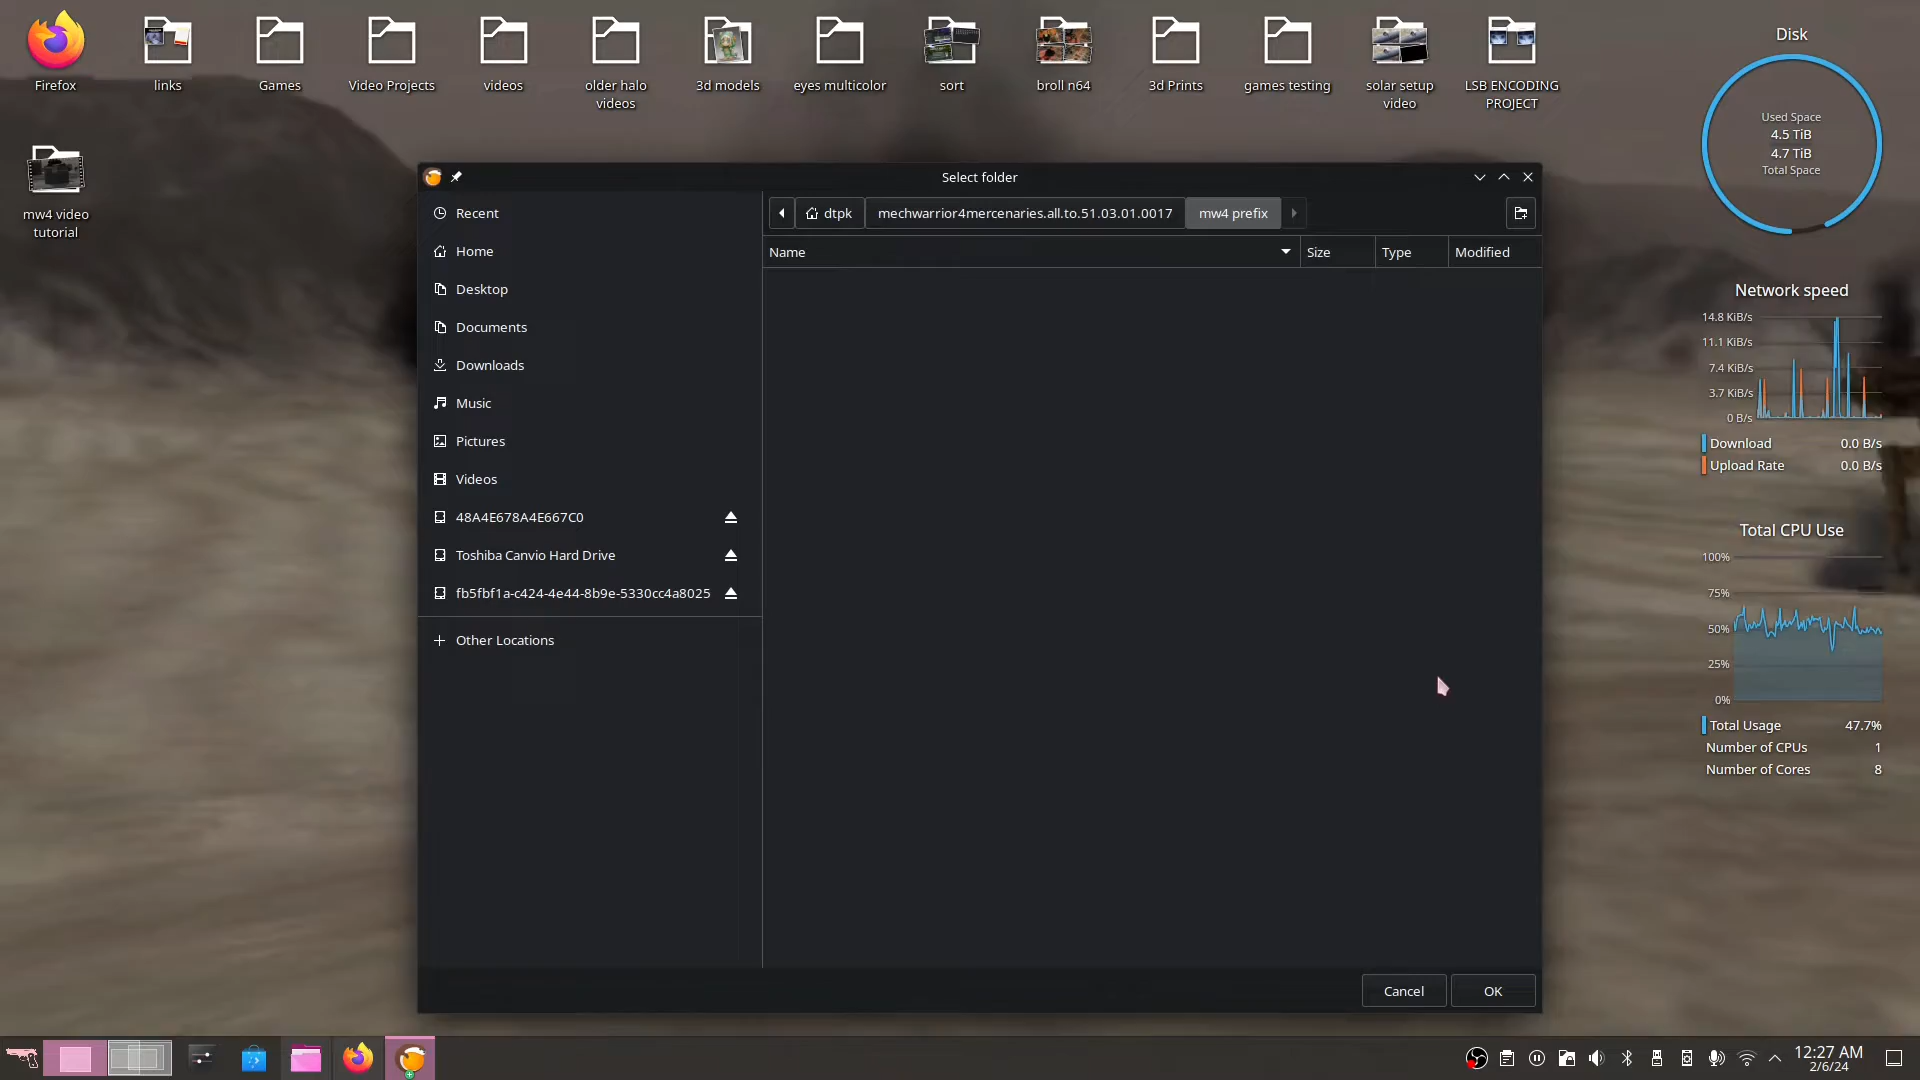 Firefox
links
Games
Video Projects
videos
older halo
videos
3d models
eyes multicolor
sort
broll n64
3d Prints
games testing
solar setup
video
LSB ENCODING
PROJECT
mw4 video
tutorial
Select folder
Recent
Home
Desktop
Documents
Downloads
Music
Pictures
Videos
48A4E678A4E667C0
Toshiba Canvio Hard Drive
fb5fbf1a-c424-4e44-8b9e-5330cc4a8025
Other Locations
dtpk
mechwarrior4mercenaries.all.to.51.03.01.0017
mw4 prefix
Name
Size
Type
Modified
Cancel
OK
Disk
Used Space
4.5 TiB
4.7 TiB
Total Space
Network speed
14.8 KiB/s
11.1 KiB/s
7.4 KiB/s
3.7 KiB/s
0 B/s
Download 0.0 B/s
Upload Rate 0.0 B/s
Total CPU Use
100%
75%
50%
25%
0%
Total Usage 47.7%
Number of CPUs 1
Number of Cores 8
12:27 AM
2/6/24